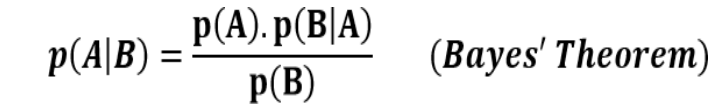 p(A|B) = p(A).p(B|A) / p(B) (Bayes' Theorem)